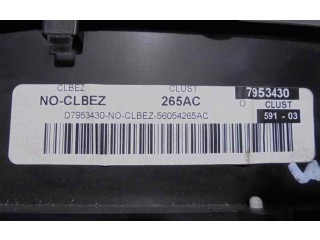 CLBEZ CLUST 7953430
NO-CLBEZ 265AC O CLUST
D7953430-NO-CLBEZ-56054265AC 591 - 03